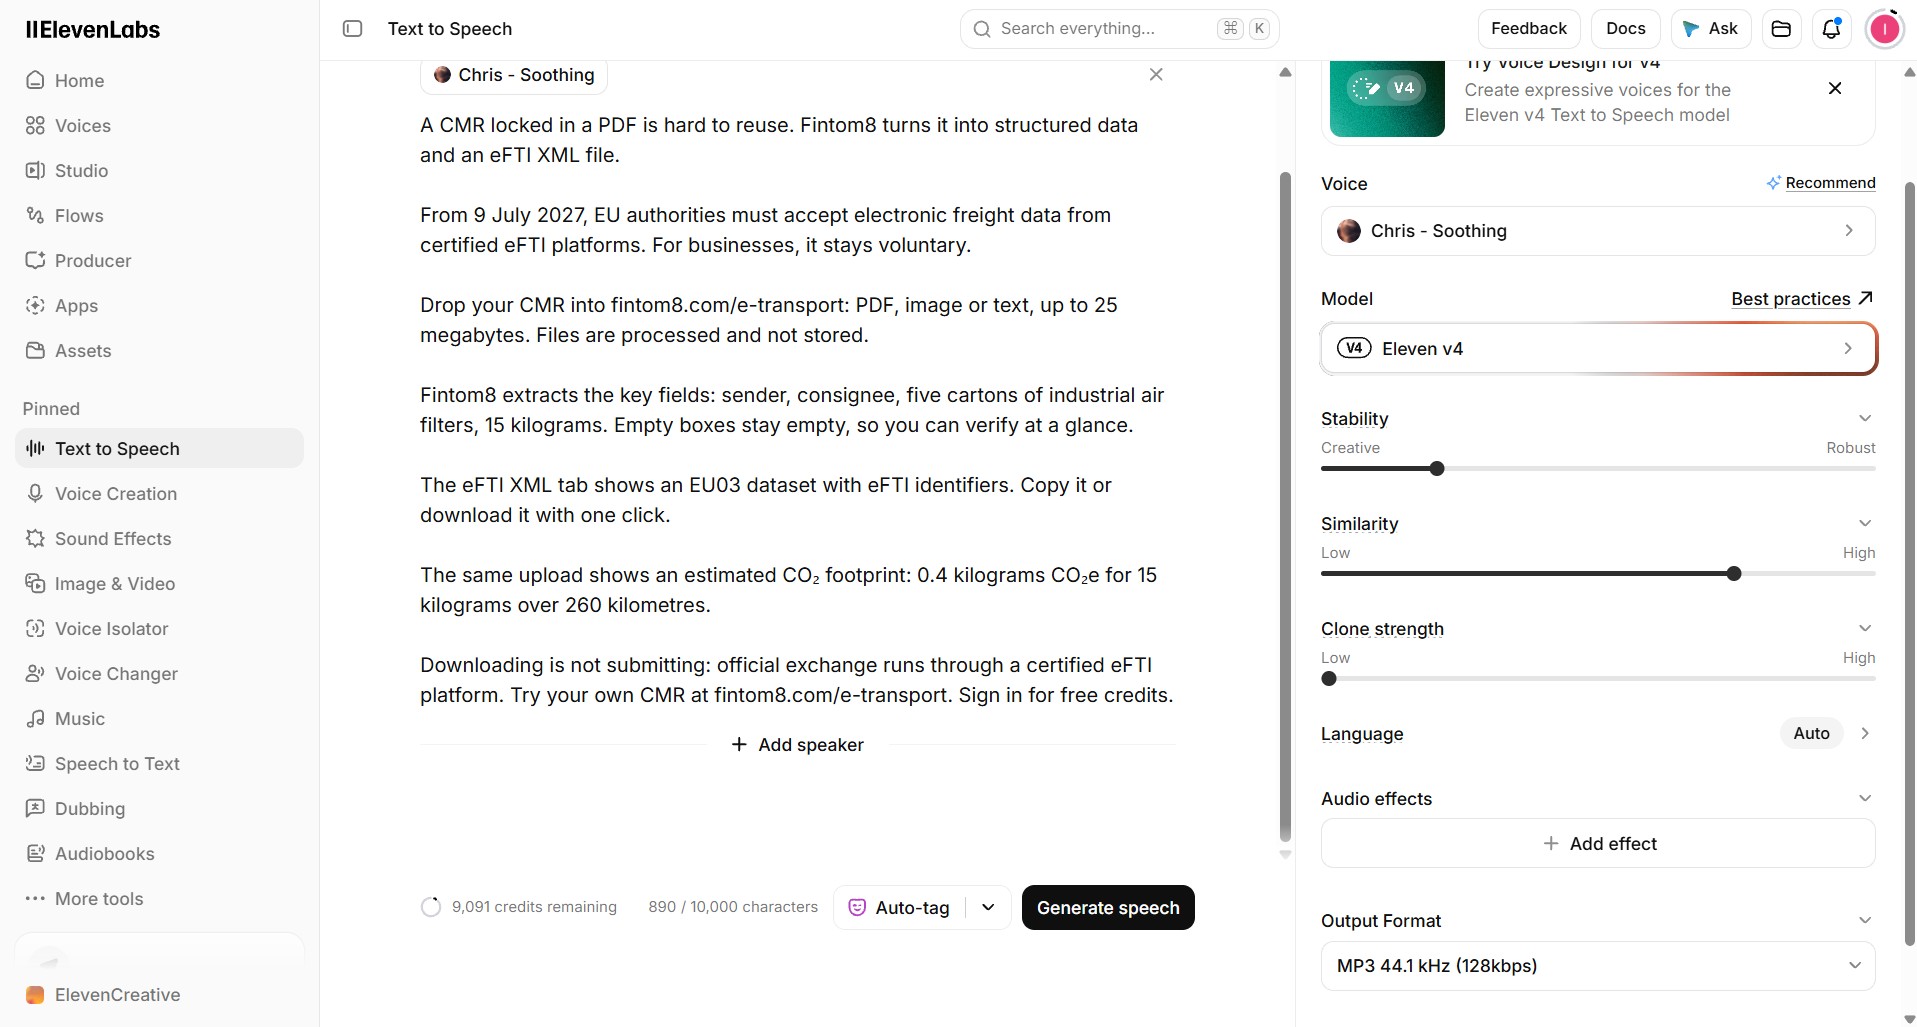 IIElevenLabs
Home
Voices
Studio
Flows
Producer
Apps
Assets
Pinned
Text to Speech
Voice Creation
Sound Effects
Image & Video
Voice Isolator
Voice Changer
Music
Speech to Text
Dubbing
Audiobooks
More tools
ElevenCreative
Text to Speech
Search everything...
⌘ K
Feedback
Docs
Ask
I
Chris - Soothing
A CMR locked in a PDF is hard to reuse. Fintom8 turns it into structured data
and an eFTI XML file.
From 9 July 2027, EU authorities must accept electronic freight data from
certified eFTI platforms. For businesses, it stays voluntary.
Drop your CMR into fintom8.com/e-transport: PDF, image or text, up to 25
megabytes. Files are processed and not stored.
Fintom8 extracts the key fields: sender, consignee, five cartons of industrial air
filters, 15 kilograms. Empty boxes stay empty, so you can verify at a glance.
The eFTI XML tab shows an EU03 dataset with eFTI identifiers. Copy it or
download it with one click.
The same upload shows an estimated CO₂ footprint: 0.4 kilograms CO₂e for 15
kilograms over 260 kilometres.
Downloading is not submitting: official exchange runs through a certified eFTI
platform. Try your own CMR at fintom8.com/e-transport. Sign in for free credits.
Add speaker
9,091 credits remaining
890 / 10,000 characters
Auto-tag
Generate speech
V4
Try Voice Design for V4
Create expressive voices for the
Eleven v4 Text to Speech model
Voice
Recommend
Chris - Soothing
Model
Best practices
V4 Eleven v4
Stability
Creative Robust
Similarity
Low High
Clone strength
Low High
Language
Auto
Audio effects
Add effect
Output Format
MP3 44.1 kHz (128kbps)